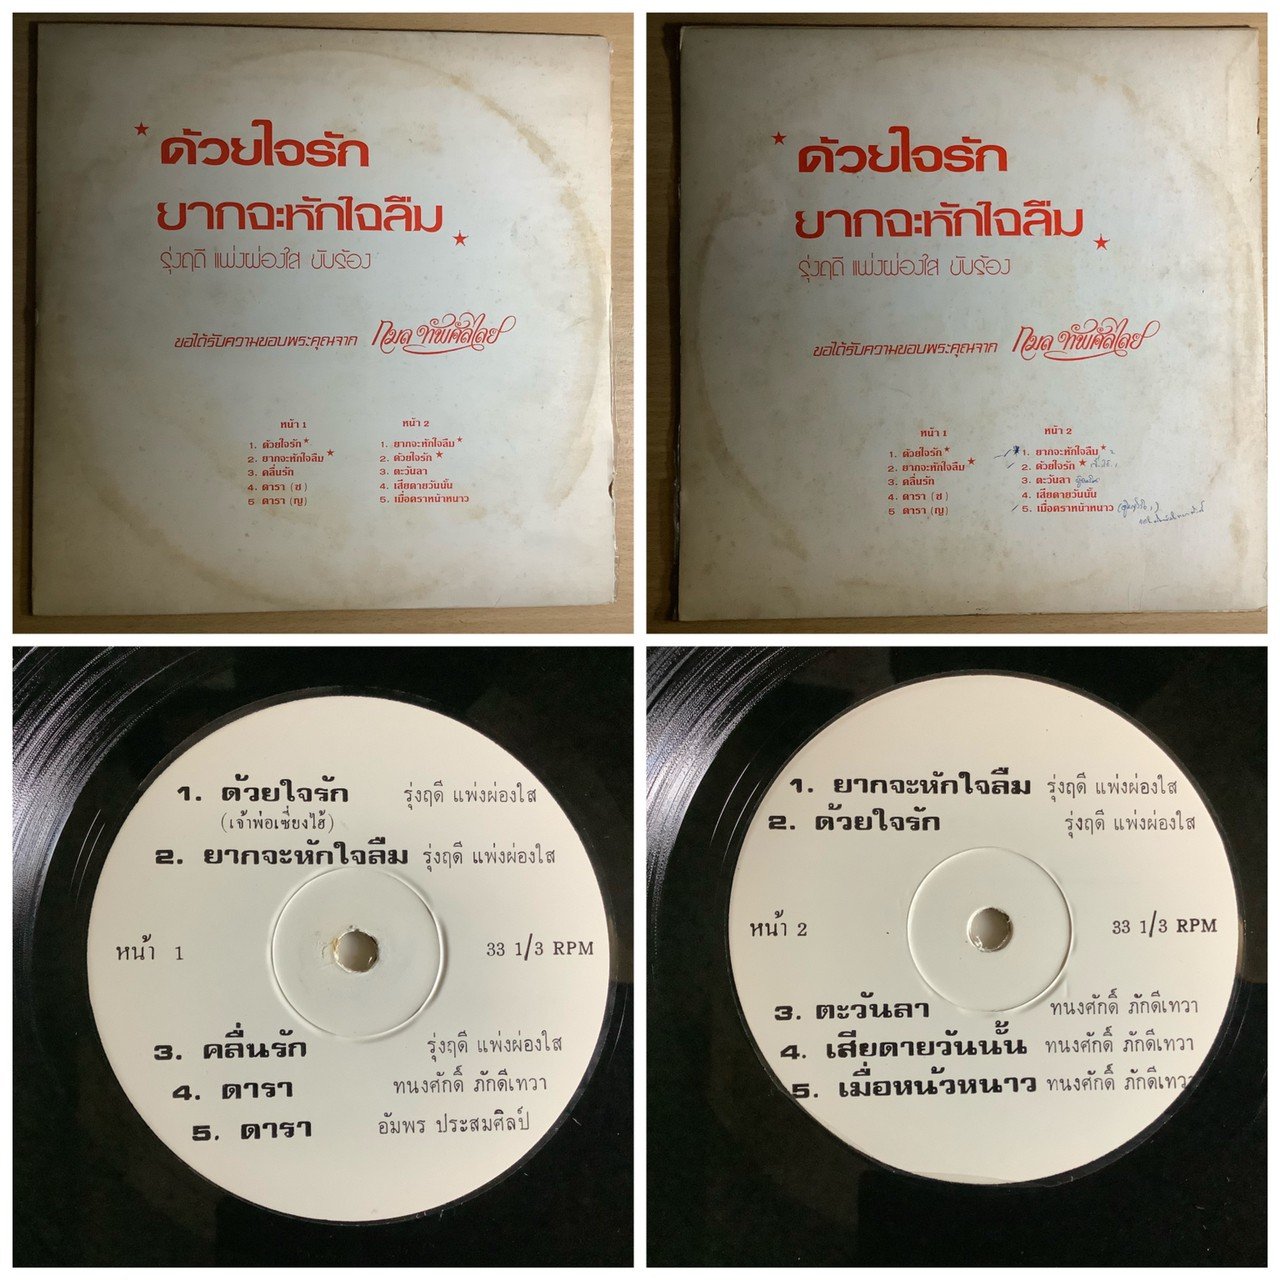 ด้วยใจรัก
ยากจะหักใจลืม
รุ่งฤดี แพ่งผ่องใส ขับร้อง
ขอได้รับความขอบพระคุณจาก กมล ทัพคัลไลย
หน้า 1
1. ด้วยใจรัก
2. ยากจะหักใจลืม
3. คลื่นรัก
4. ดารา (ช)
5 ดารา (ญ)
หน้า 2
1. ยากจะหักใจลืม
2. ด้วยใจรัก
3. ตะวันลา
4. เสียดายวันนั้น
5. เมื่อคราหน้าหนาว
ด้วยใจรัก
ยากจะหักใจลืม
รุ่งฤดี แพ่งผ่องใส ขับร้อง
ขอได้รับความขอบพระคุณจาก กมล ทัพคัลไลย
หน้า 1
1. ด้วยใจรัก
2. ยากจะหักใจลืม
3. คลื่นรัก
4. ดารา (ช)
5 ดารา (ญ)
หน้า 2
1. ยากจะหักใจลืม
2. ด้วยใจรัก
3. ตะวันลา
4. เสียดายวันนั้น
5. เมื่อคราหน้าหนาว
1. ด้วยใจรัก รุ่งฤดี แพ่งผ่องใส
(เจ้าพ่อเซี่ยงไฮ้)
2. ยากจะหักใจลืม รุ่งฤดี แพ่งผ่องใส
หน้า 1 33 1/3 RPM
3. คลื่นรัก รุ่งฤดี แพ่งผ่องใส
4. ดารา ทนงศักดิ์ ภักดีเทวา
5. ดารา อัมพร ประสมศิลป์
1. ยากจะหักใจลืม รุ่งฤดี แพ่งผ่องใส
2. ด้วยใจรัก รุ่งฤดี แพ่งผ่องใส
หน้า 2 33 1/3 RPM
3. ตะวันลา ทนงศักดิ์ ภักดีเทวา
4. เสียดายวันนั้น ทนงศักดิ์ ภักดีเทวา
5. เมื่อหนัวหนาว ทนงศักดิ์ ภักดีเทวา